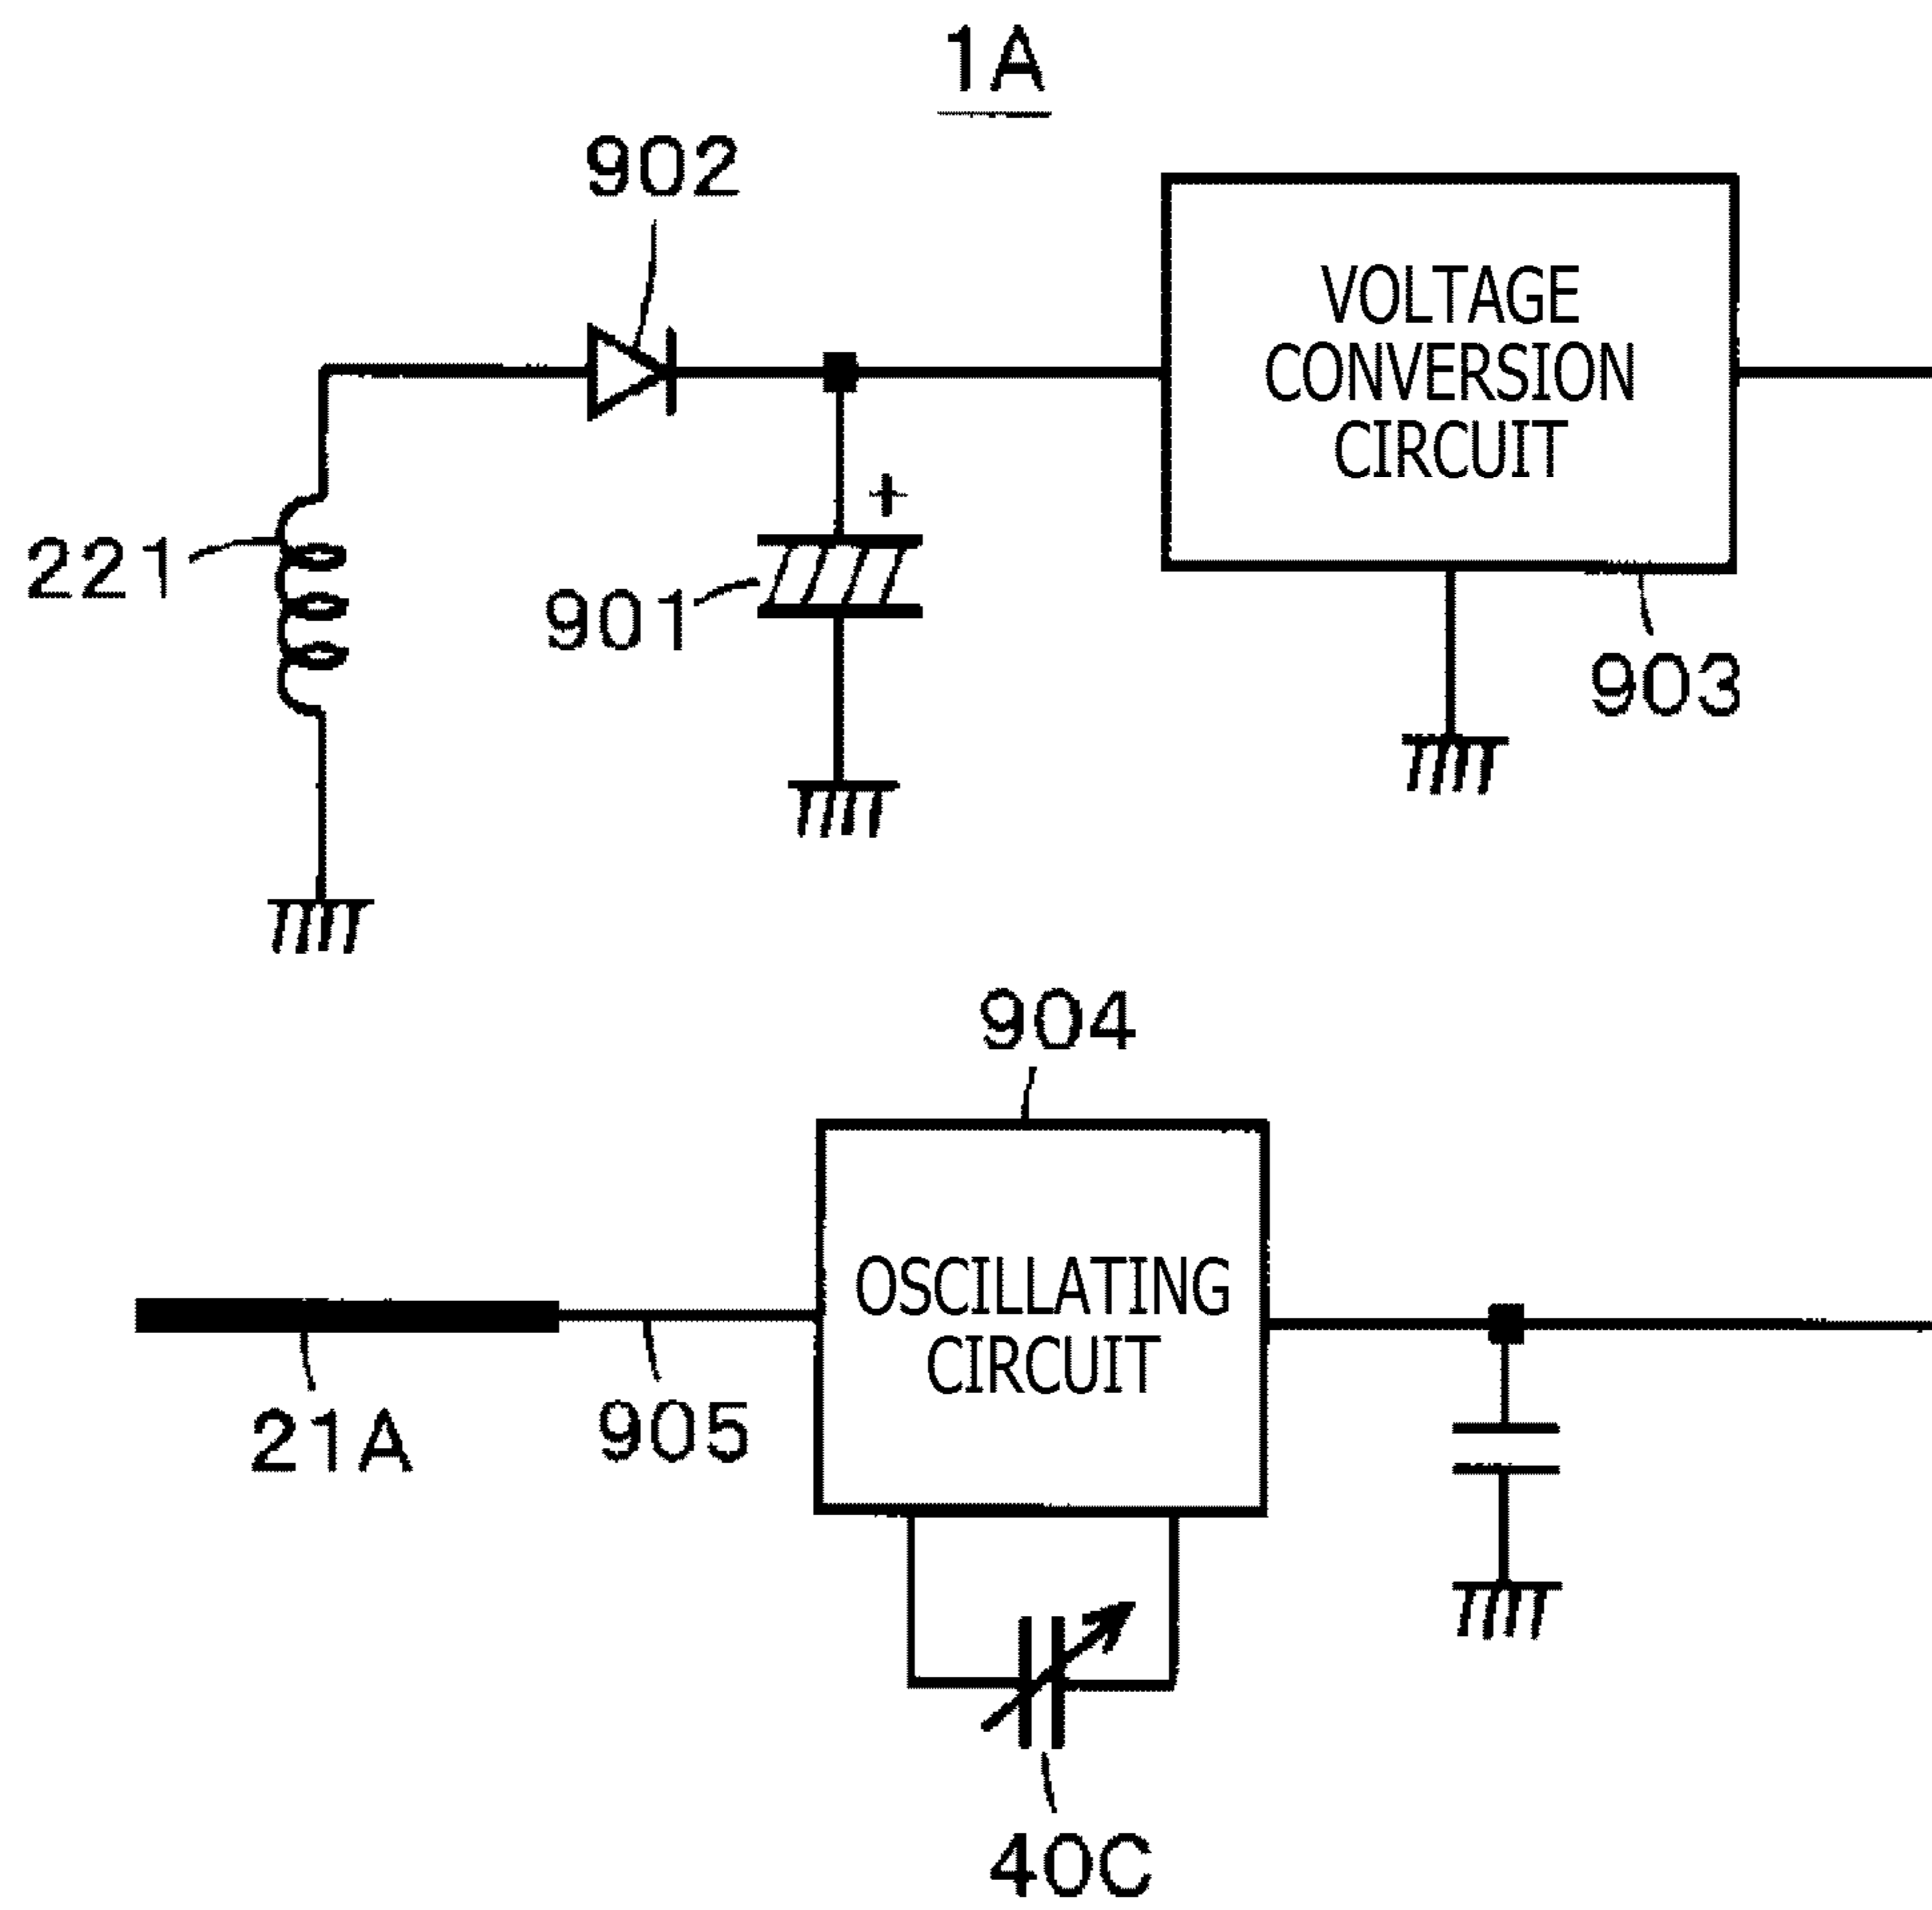 1A
902
VOLTAGE
CONVERSION
CIRCUIT
+
221
901
903
904
OSCILLATING
CIRCUIT
21A
905
40C